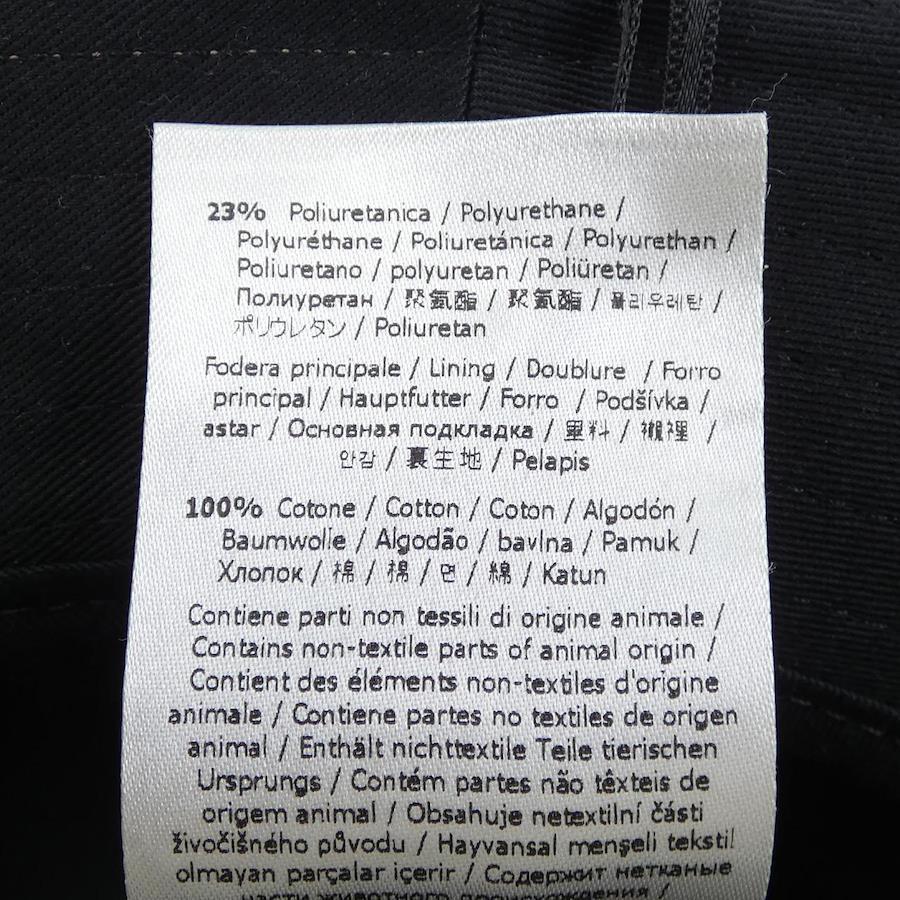 23% Poliuretanica / Polyurethane /
Polyuréthane / Poliuretánica / Polyurethan /
Poliuretano / polyuretan / Poliüretan /
Полиуретан / 聚氨酯 / 聚氨酯 / 폴리우레탄 /
ポリウレタン / Poliuretan
Fodera principale / Lining / Doublure / Forro
principal / Hauptfutter / Forro / Podšívka /
astar / Основная подкладка / 里料 / 襯裡 /
안감 / 裏生地 / Pelapis
100% Cotone / Cotton / Coton / Algodón /
Baumwolle / Algodão / bavlna / Pamuk /
Хлопок / 棉 / 棉 / 면 / 綿 / Katun
Contiene parti non tessili di origine animale /
Contains non-textile parts of animal origin /
Contient des éléments non-textiles d'origine
animale / Contiene partes no textiles de origen
animal / Enthält nichttextile Teile tierischen
Ursprungs / Contém partes não têxteis de
origem animal / Obsahuje netextilní části
živočišného původu / Hayvansal menşeli tekstil
olmayan parçalar içerir / Содержит нетканые
части животного происхождения /